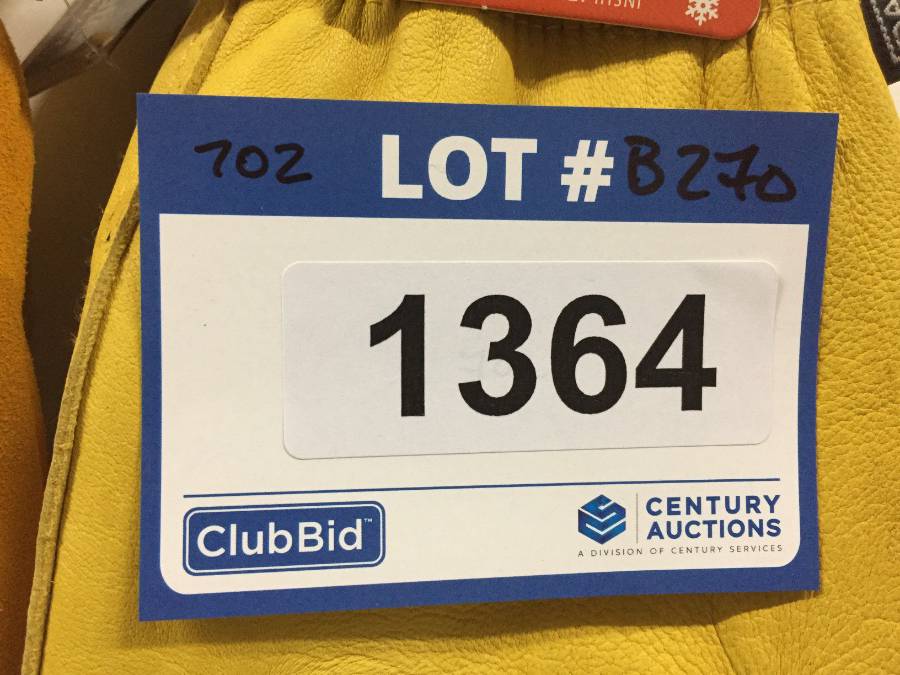 702 LOT # B270
1364
ClubBid™
CENTURY
AUCTIONS
A DIVISION OF CENTURY SERVICES